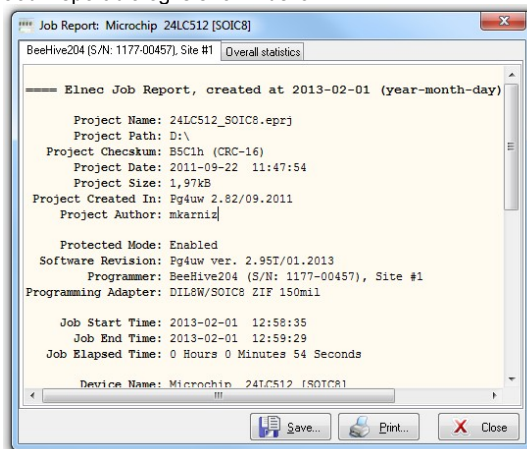 Job Report: Microchip 24LC512 [SOIC8]
BeeHive204 (S/N: 1177-00457), Site #1
Overall statistics
==== Elnec Job Report, created at 2013-02-01 (year-month-day)
Project Name: 24LC512_SOIC8.eprj
Project Path: D:\
Project Checskum: B5C1h (CRC-16)
Project Date: 2011-09-22 11:47:54
Project Size: 1,97kB
Project Created In: Pg4uw 2.82/09.2011
Project Author: mkarniz
Protected Mode: Enabled
Software Revision: Pg4uw ver. 2.95T/01.2013
Programmer: BeeHive204 (S/N: 1177-00457), Site #1
Programming Adapter: DIL8W/SOIC8 ZIF 150mil
Job Start Time: 2013-02-01 12:58:35
Job End Time: 2013-02-01 12:59:29
Job Elapsed Time: 0 Hours 0 Minutes 54 Seconds
Device Name: Microchip 24LC512 [SOIC8]
Save...
Print...
Close